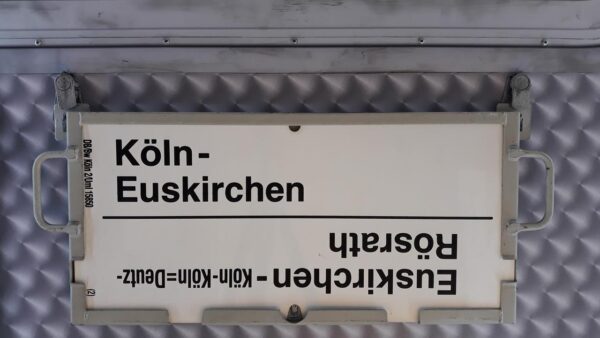 Köln-
Euskirchen
Euskirchen-Köln-Köln=Deutz-
Rösrath